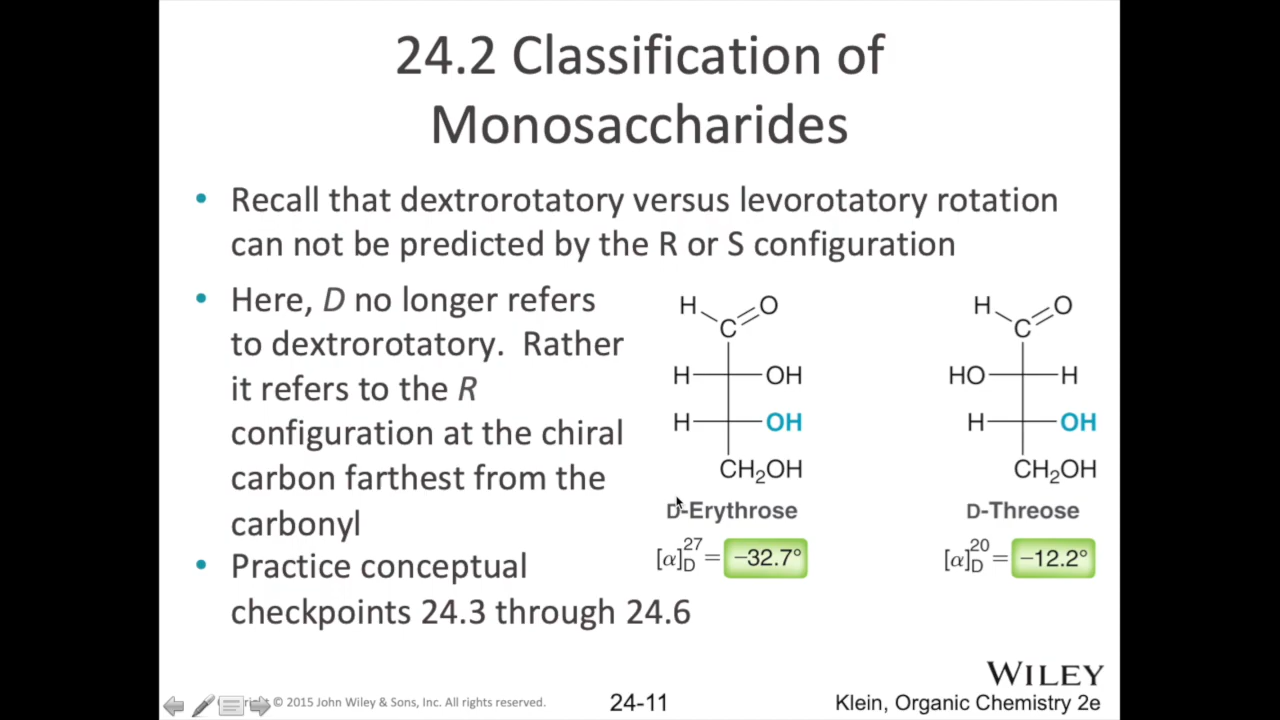 24.2 Classification of
Monosaccharides
• Recall that dextrorotatory versus levorotatory rotation
can not be predicted by the R or S configuration
• Here, D no longer refers
to dextrorotatory. Rather
it refers to the R
configuration at the chiral
carbon farthest from the
carbonyl
• Practice conceptual
checkpoints 24.3 through 24.6
H O
C
H OH
H OH
CH₂OH
D-Erythrose
[α]²⁷D = −32.7°
H O
C
HO H
H OH
CH₂OH
D-Threose
[α]²⁰D = −12.2°
WILEY
© 2015 John Wiley & Sons, Inc. All rights reserved.
24-11
Klein, Organic Chemistry 2e